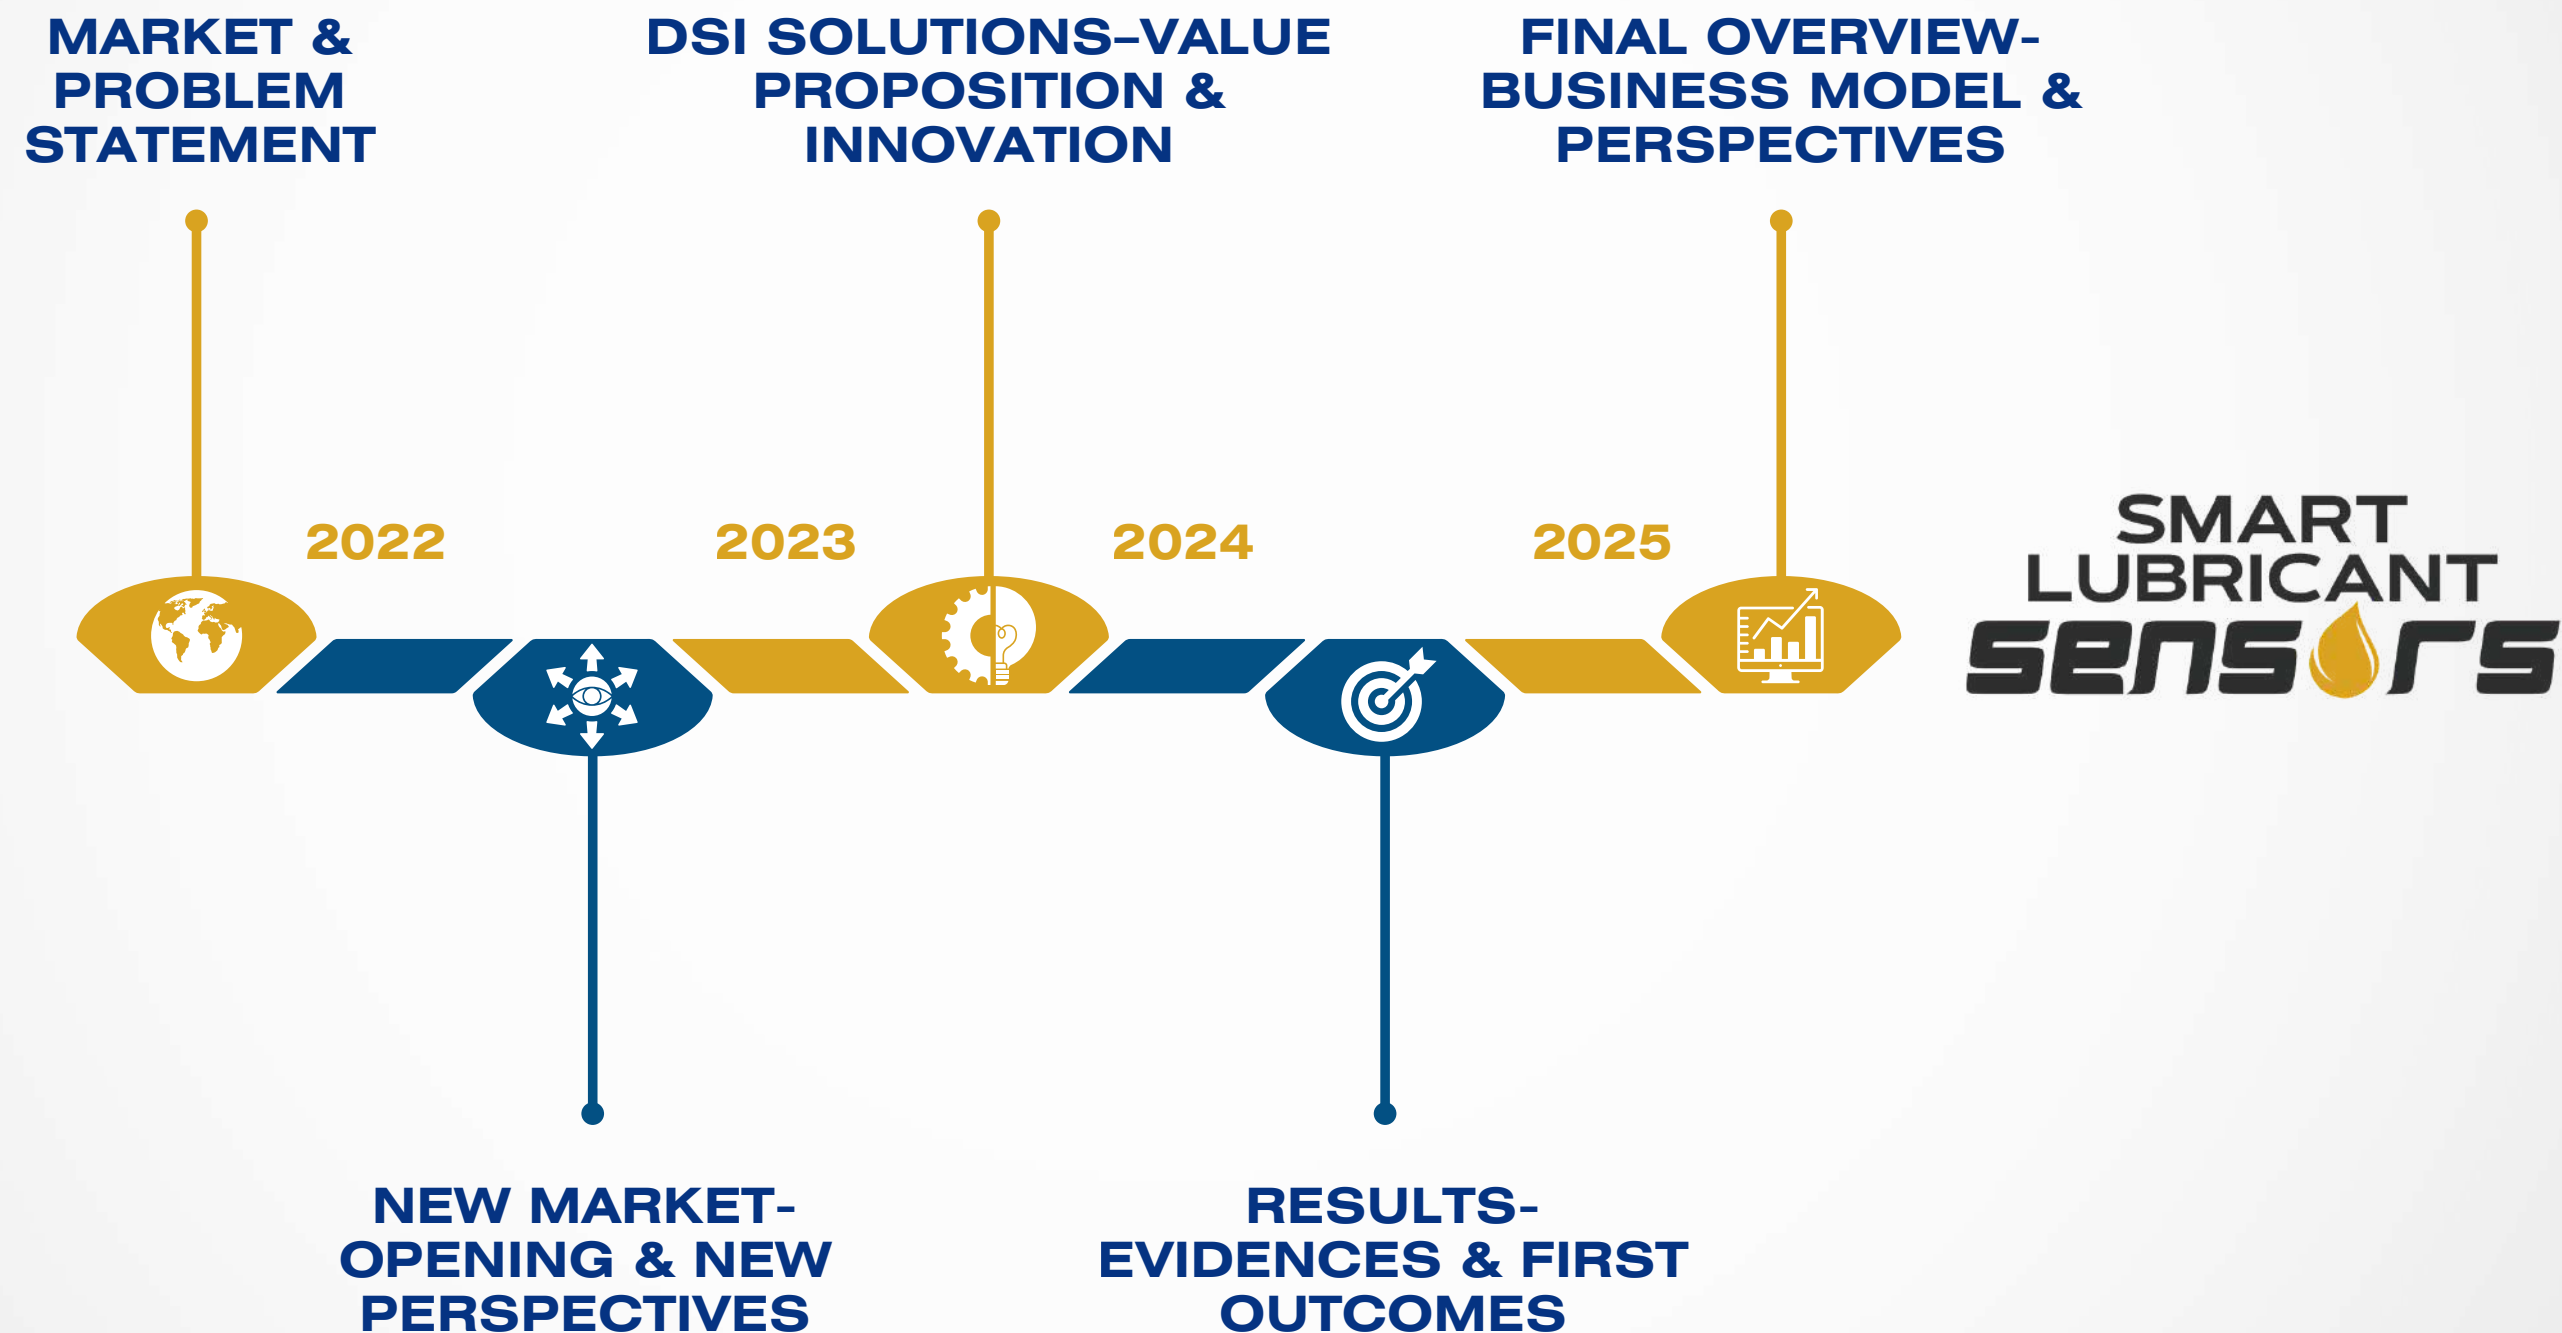 MARKET &
PROBLEM
STATEMENT
DSI SOLUTIONS–VALUE
PROPOSITION &
INNOVATION
FINAL OVERVIEW-
BUSINESS MODEL &
PERSPECTIVES
2022
2023
2024
2025
SMART
LUBRICANT
sensors
NEW MARKET-
OPENING & NEW
PERSPECTIVES
RESULTS-
EVIDENCES & FIRST
OUTCOMES